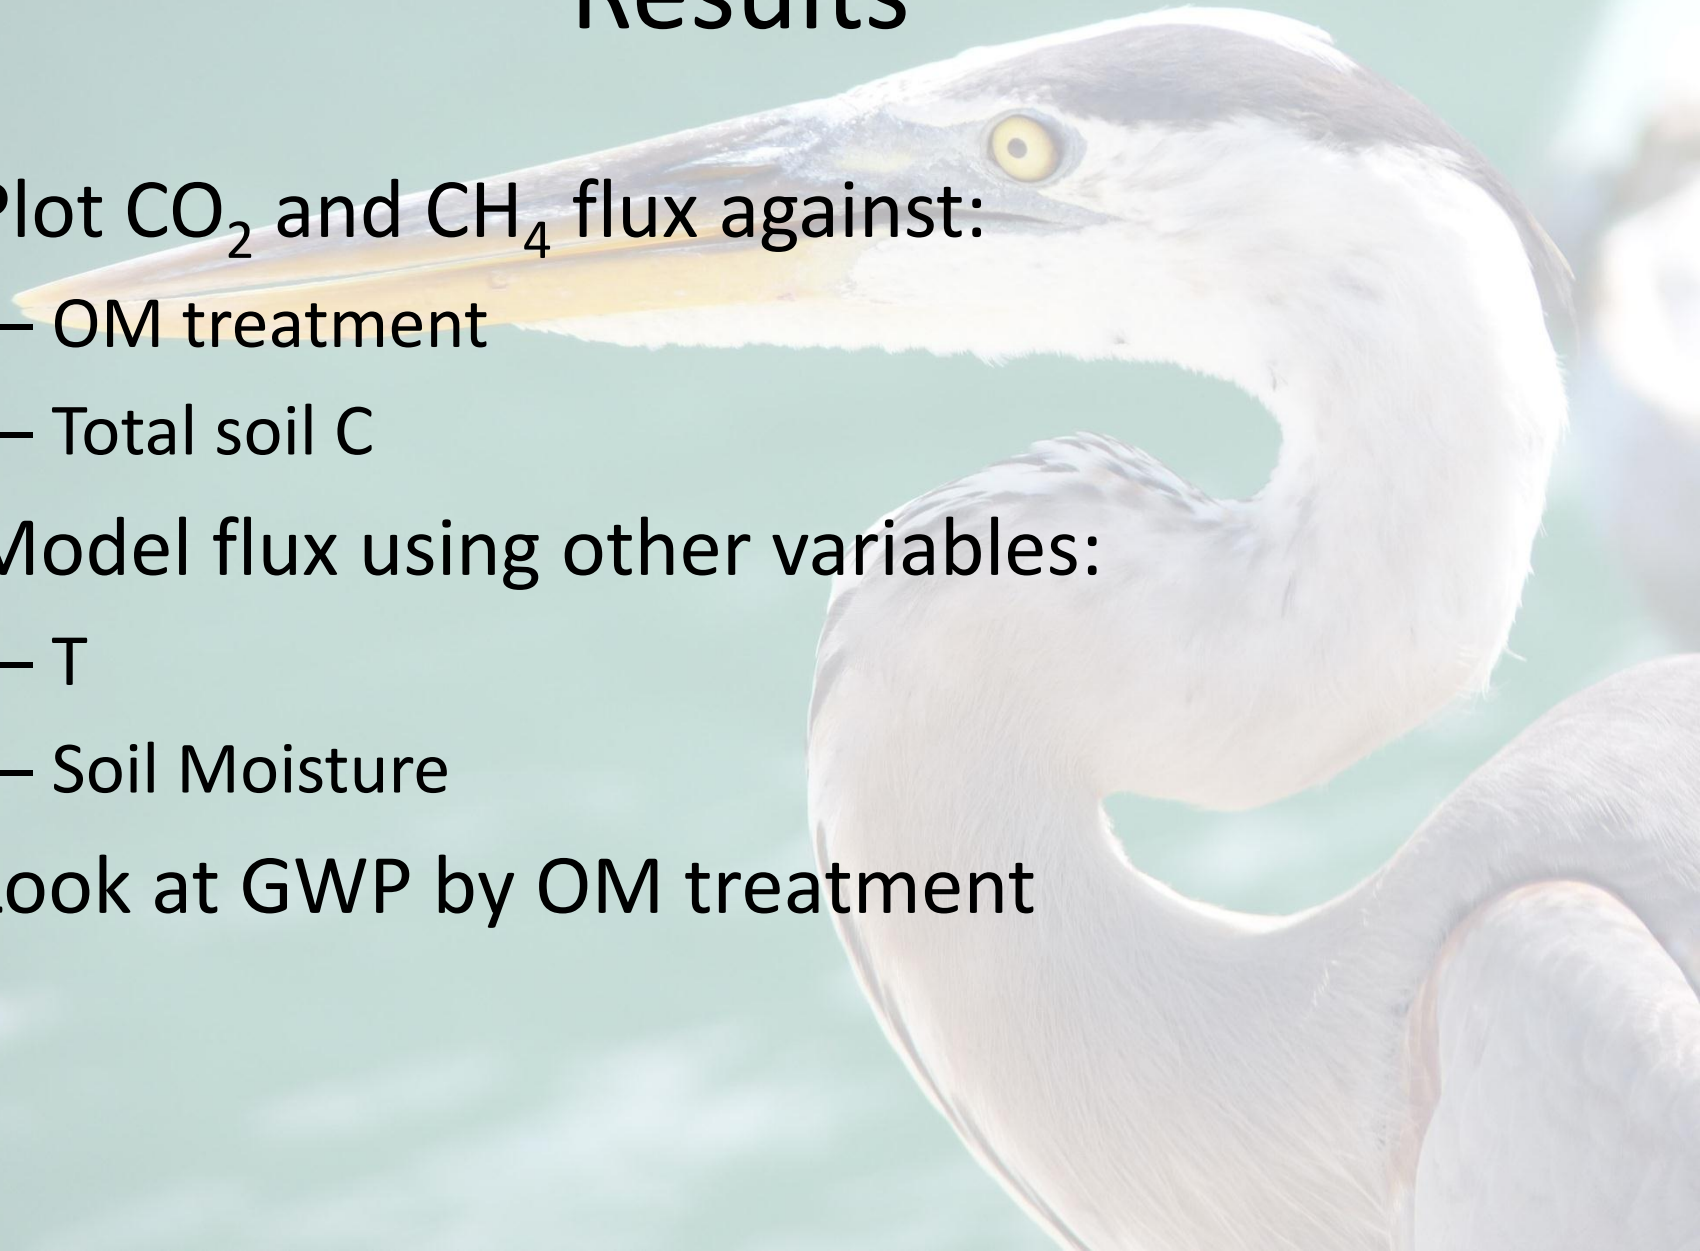 Results
Plot CO₂ and CH₄ flux against:
– OM treatment
– Total soil C
Model flux using other variables:
– T
– Soil Moisture
Look at GWP by OM treatment